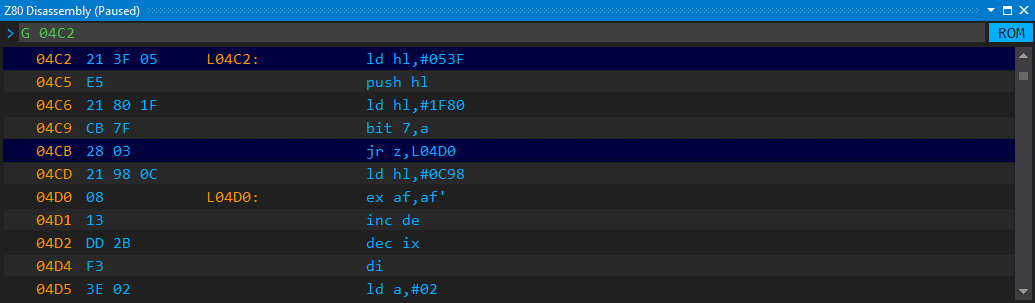 Z80 Disassembly (Paused)
> G 04C2 ROM
04C2 21 3F 05 L04C2: ld hl,#053F
04C5 E5 push hl
04C6 21 80 1F ld hl,#1F80
04C9 CB 7F bit 7,a
04CB 28 03 jr z,L04D0
04CD 21 98 0C ld hl,#0C98
04D0 08 L04D0: ex af,af'
04D1 13 inc de
04D2 DD 2B dec ix
04D4 F3 di
04D5 3E 02 ld a,#02